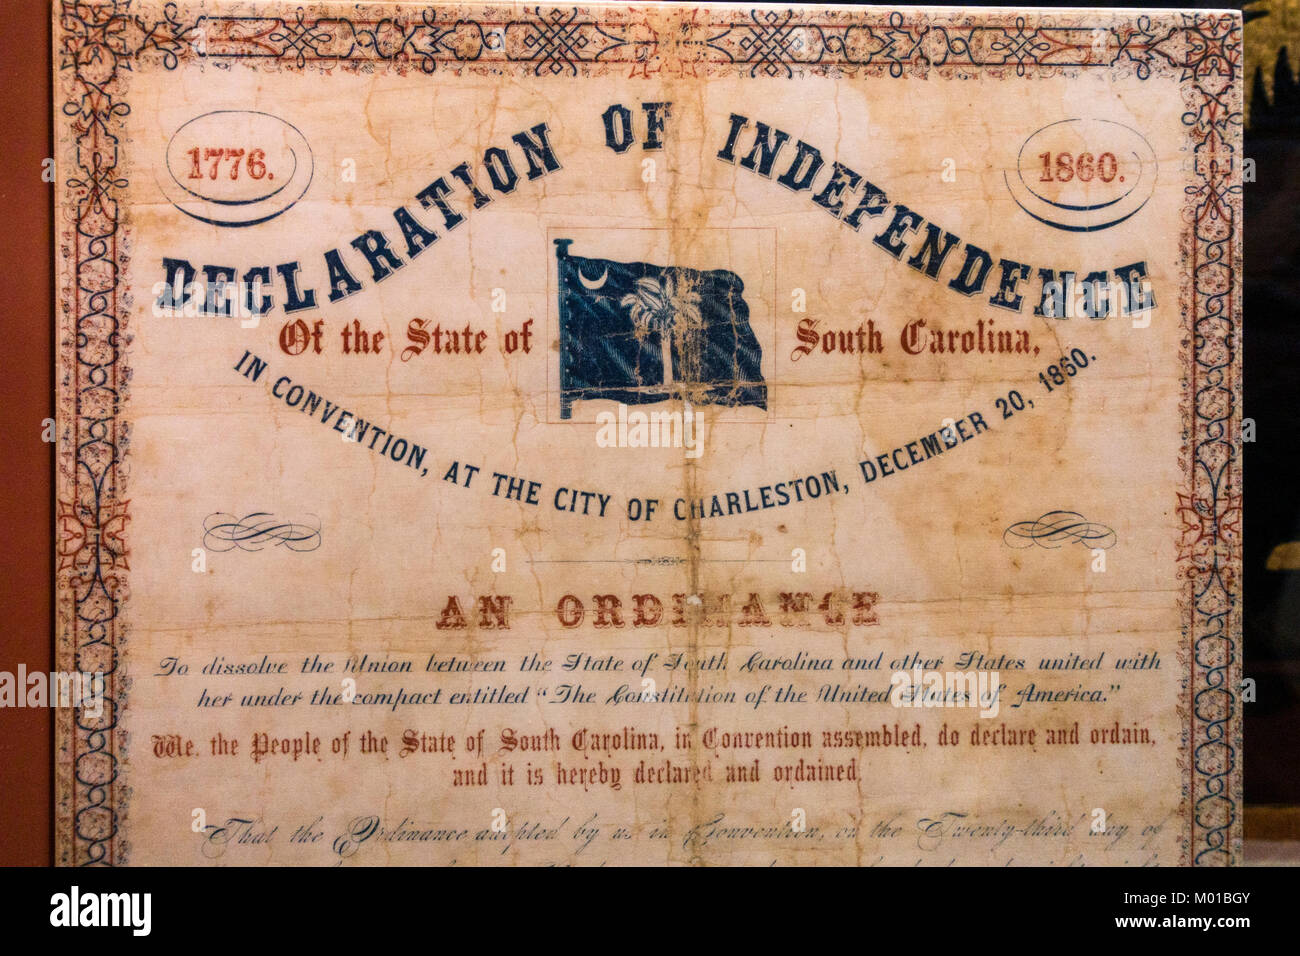 1776.
1860.
DECLARATION OF INDEPENDENCE
Of the State of South Carolina,
IN CONVENTION, AT THE CITY OF CHARLESTON, DECEMBER 20, 1860.
AN ORDINANCE
To dissolve the Union between the State of South Carolina and other States united with
her under the compact entitled "The Constitution of the United States of America."
We, the People of the State of South Carolina, in Convention assembled, do declare and ordain,
and it is hereby declared and ordained,
That the Ordinance adopted by us in Convention, on the Twenty-third day of
alamy
Image ID: M01BGY
www.alamy.com